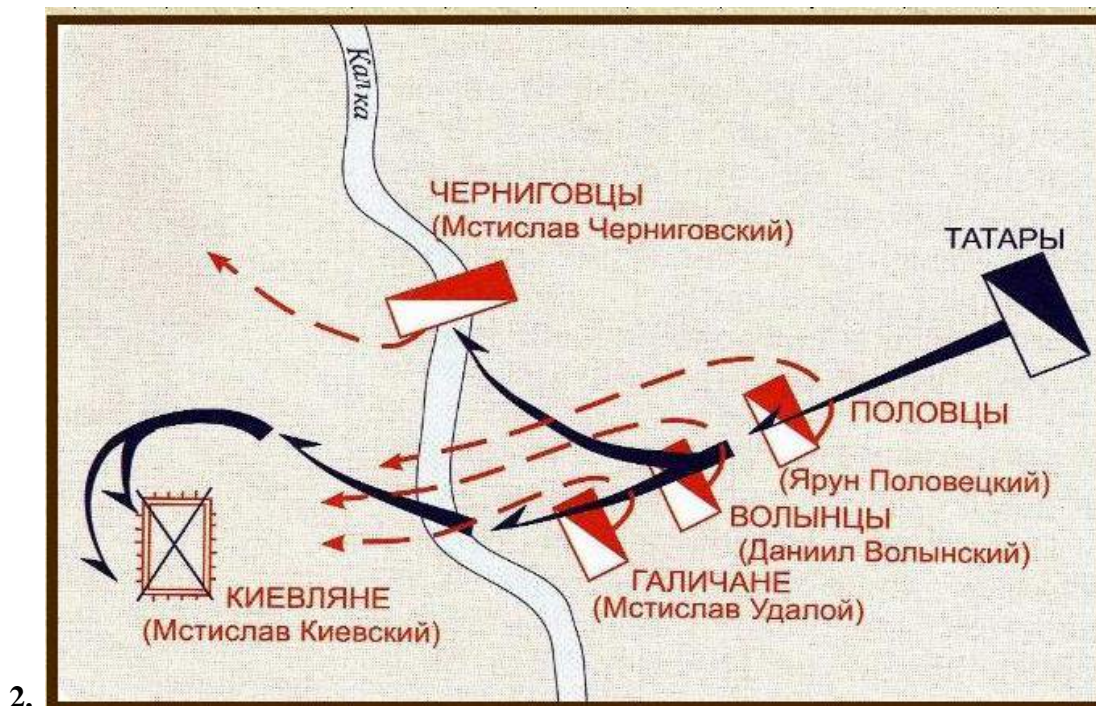 Калка
ЧЕРНИГОВЦЫ
(Мстислав Черниговский)
ТАТАРЫ
ПОЛОВЦЫ
(Ярун Половецкий)
ВОЛЫНЦЫ
(Даниил Волынский)
ГАЛИЧАНЕ
(Мстислав Удалой)
КИЕВЛЯНЕ
(Мстислав Киевский)
2.